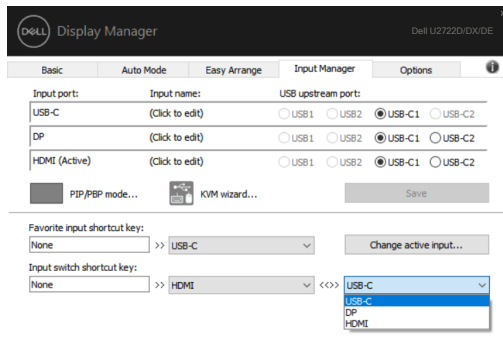 DELL Display Manager Dell U2722D/DX/DE
Basic Auto Mode Easy Arrange Input Manager Options
Input port: Input name: USB upstream port:
USB-C (Click to edit) USB1 USB2 USB-C1 USB-C2
DP (Click to edit) USB1 USB2 USB-C1 USB-C2
HDMI (Active) (Click to edit) USB1 USB2 USB-C1 USB-C2
PIP/PBP mode... KVM wizard... Save
Favorite input shortcut key:
None >> USB-C Change active input...
Input switch shortcut key:
None >> HDMI <<>> USB-C
USB-C
DP
HDMI